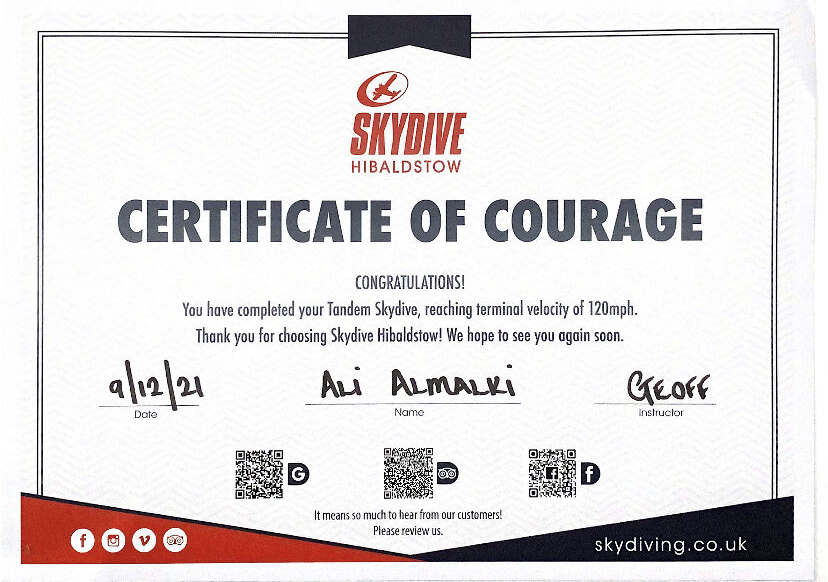 SKYDIVE
HIBALDSTOW
CERTIFICATE OF COURAGE
CONGRATULATIONS!
You have completed your Tandem Skydive, reaching terminal velocity of 120mph.
Thank you for choosing Skydive Hibaldstow! We hope to see you again soon.
9/12/21 ALi ALMALKi GEOFF
Date Name Instructor
G f f
It means so much to hear from our customers!
Please review us.
f v skydiving.co.uk